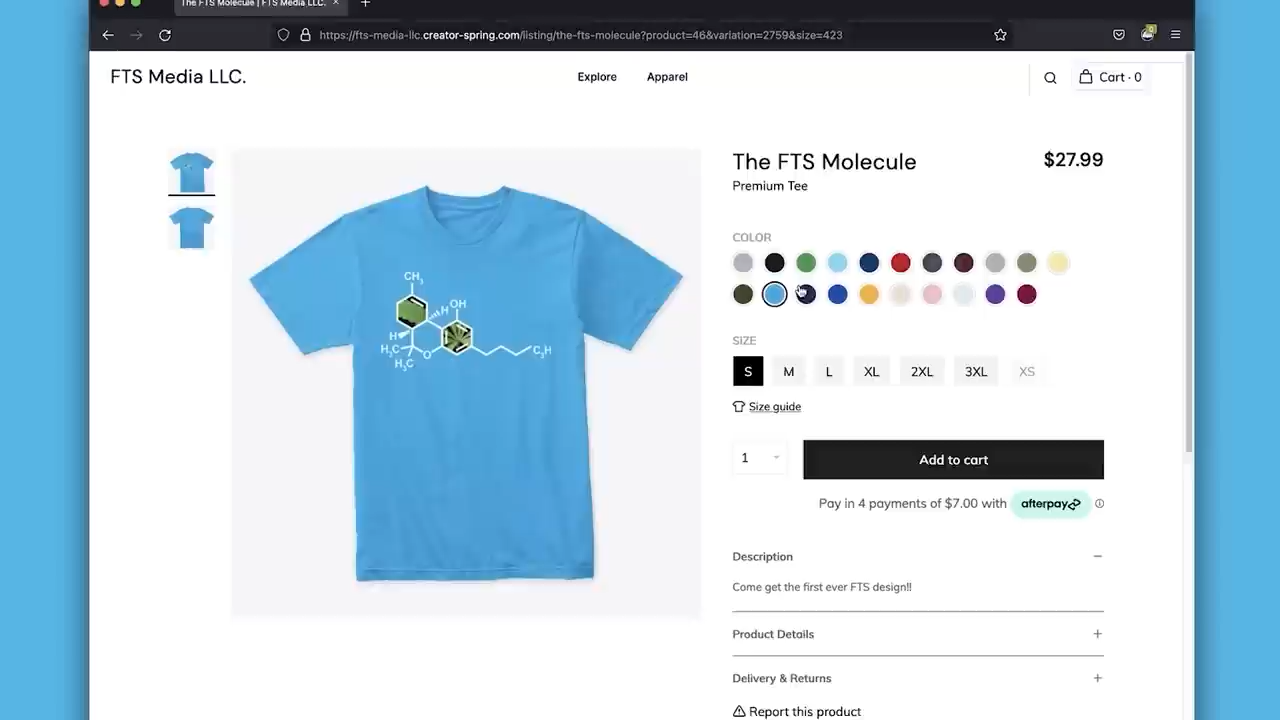 The FTS Molecule | FTS Media LLC.
https://fts-media-llc.creator-spring.com/listing/the-fts-molecule?product=46&variation=2759&size=423
FTS Media LLC.
Explore
Apparel
Cart · 0
The FTS Molecule
$27.99
Premium Tee
COLOR
CH₃
OH
H
H
H₃C
O
C₅H
H₃C
SIZE
S
M
L
XL
2XL
3XL
XS
Size guide
1
Add to cart
Pay in 4 payments of $7.00 with afterpay
Description
Come get the first ever FTS design!!
Product Details
Delivery & Returns
Report this product